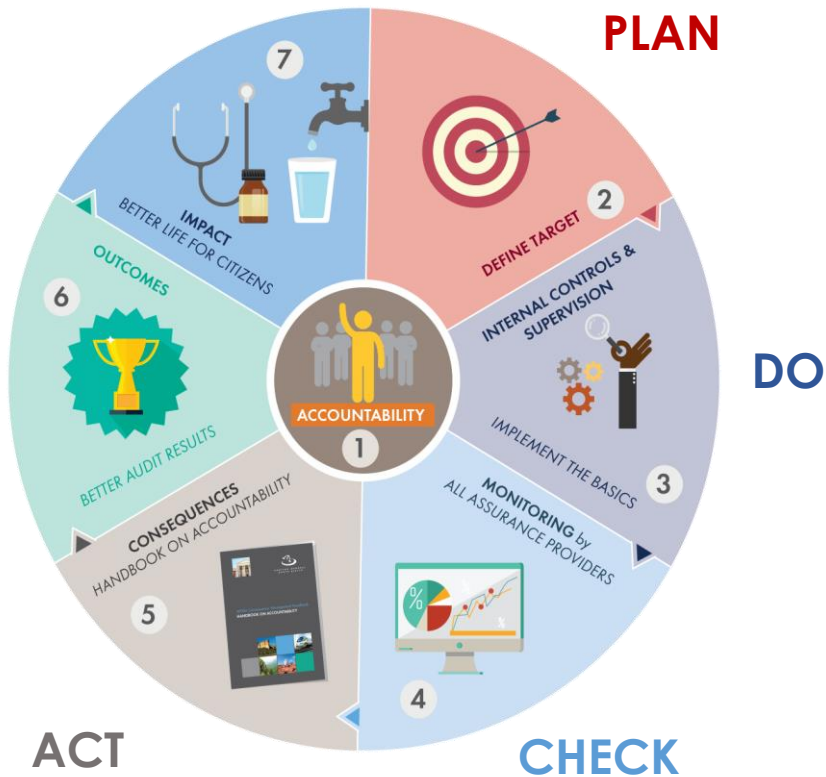 PLAN
7
IMPACT
BETTER LIFE FOR CITIZENS
2
DEFINE TARGET
INTERNAL CONTROLS &
SUPERVISION
IMPLEMENT THE BASICS
3
DO
MONITORING by
ALL ASSURANCE PROVIDERS
%
4
CHECK
CONSEQUENCES
HANDBOOK ON ACCOUNTABILITY
HANDBOOK ON ACCOUNTABILITY
5
ACT
OUTCOMES
6
BETTER AUDIT RESULTS
ACCOUNTABILITY
1